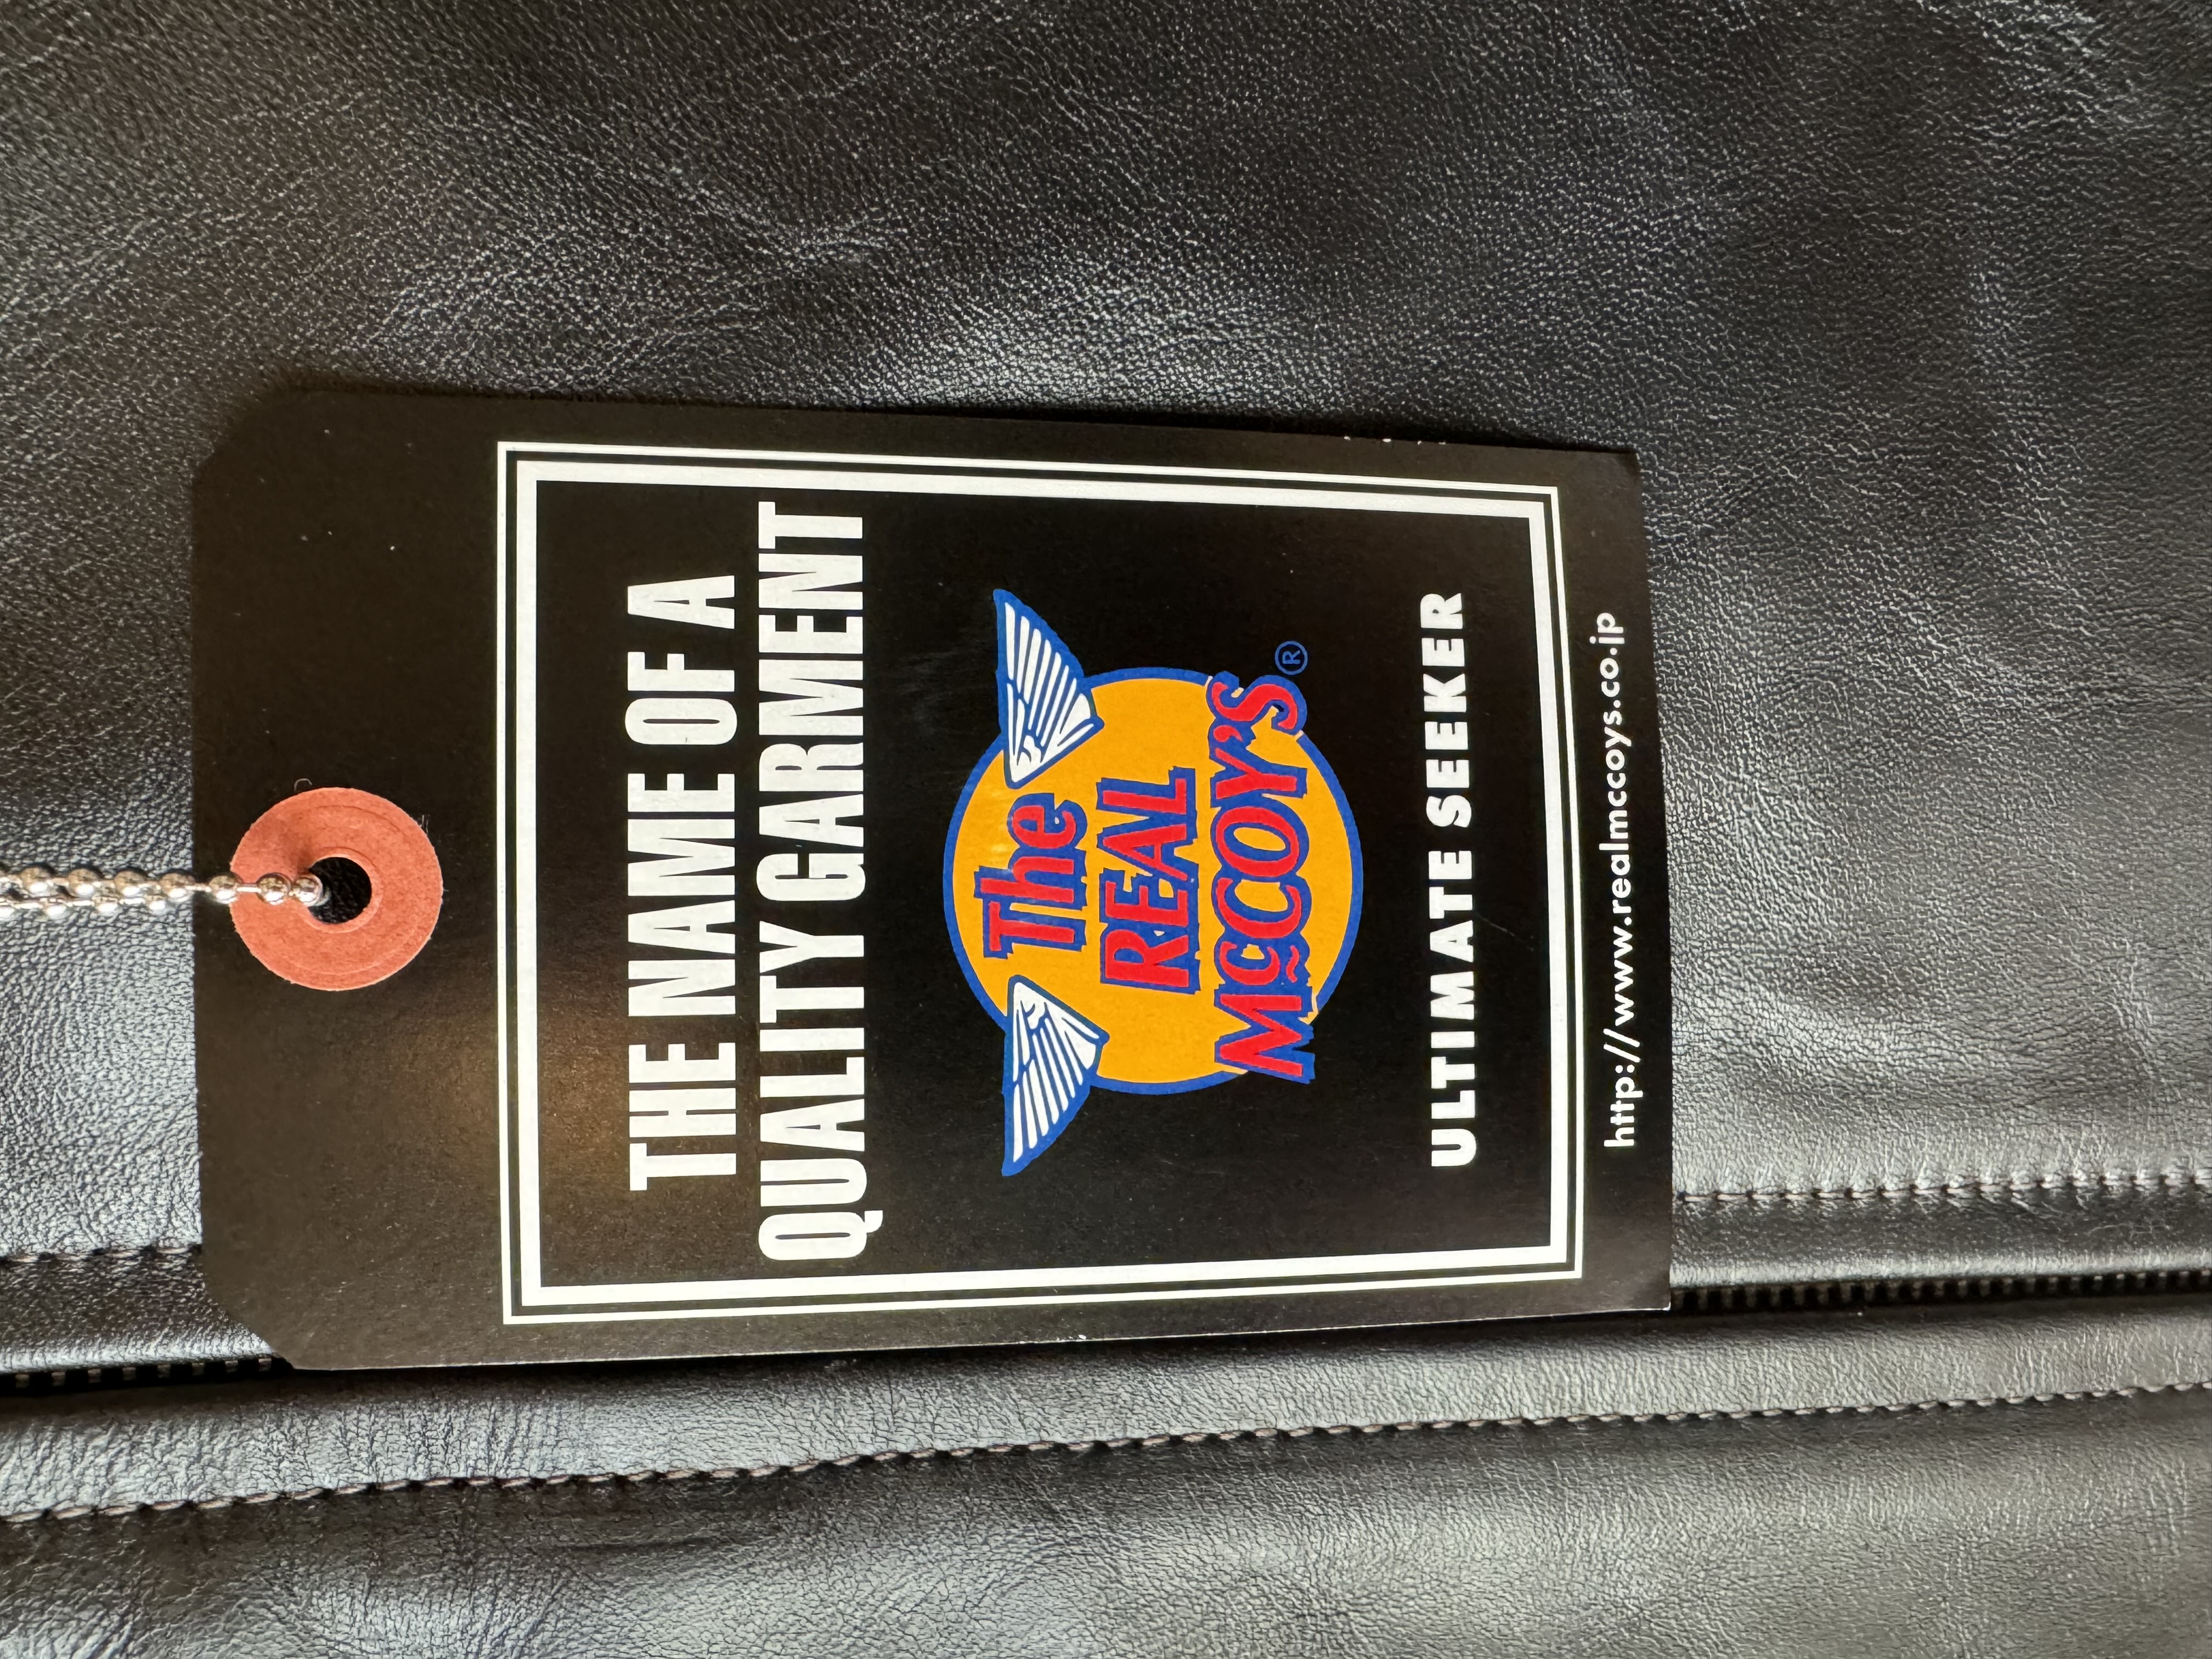 THE NAME OF A
QUALITY GARMENT
The
REAL
McCOY'S®
ULTIMATE SEEKER
http://www.realmccoys.co.jp